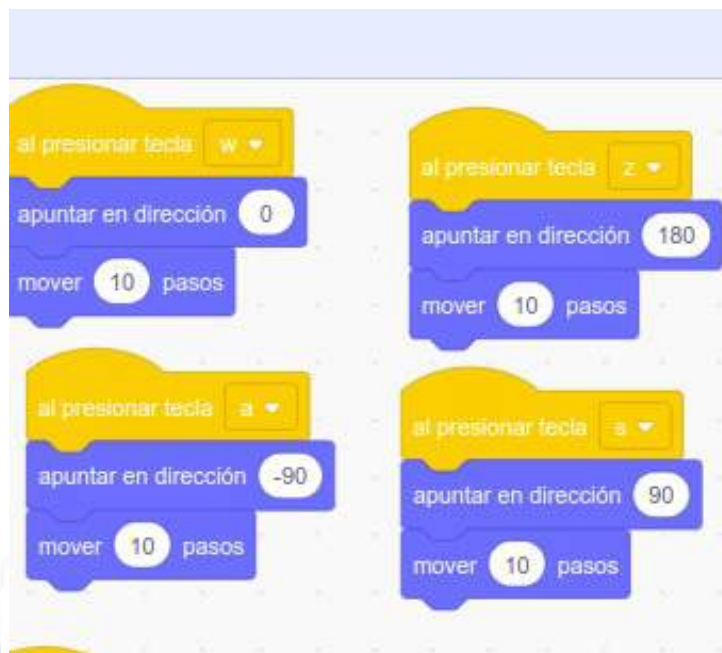 al presionar tecla w
apuntar en dirección 0
mover 10 pasos
al presionar tecla z
apuntar en dirección 180
mover 10 pasos
al presionar tecla a
apuntar en dirección -90
mover 10 pasos
al presionar tecla s
apuntar en dirección 90
mover 10 pasos